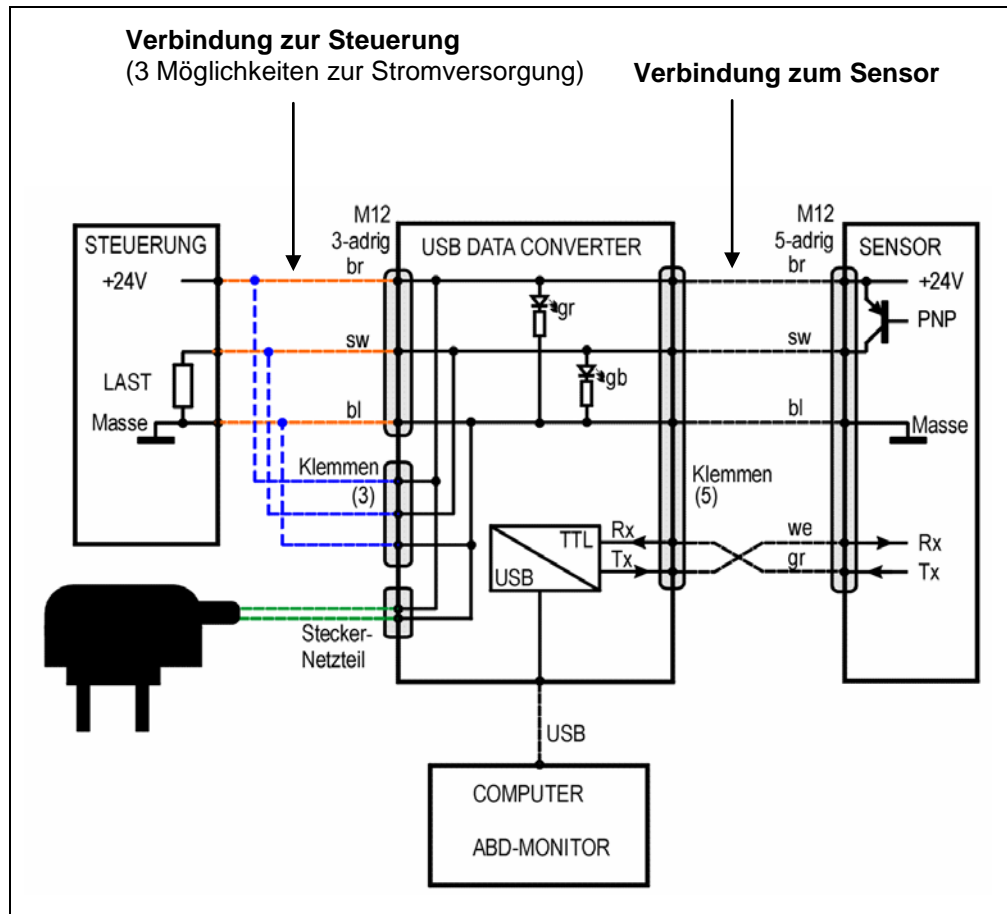 Verbindung zur Steuerung
(3 Möglichkeiten zur Stromversorgung)
Verbindung zum Sensor
M12
3-adrig
M12
5-adrig
STEUERUNG
USB DATA CONVERTER
SENSOR
+24V
br
gr
br
+24V
PNP
sw
sw
LAST
gb
Masse
bl
bl
Masse
Klemmen
(3)
Klemmen
(5)
TTL
USB
Rx
Tx
we
gr
Rx
Tx
Stecker-
Netzteil
USB
COMPUTER
ABD-MONITOR